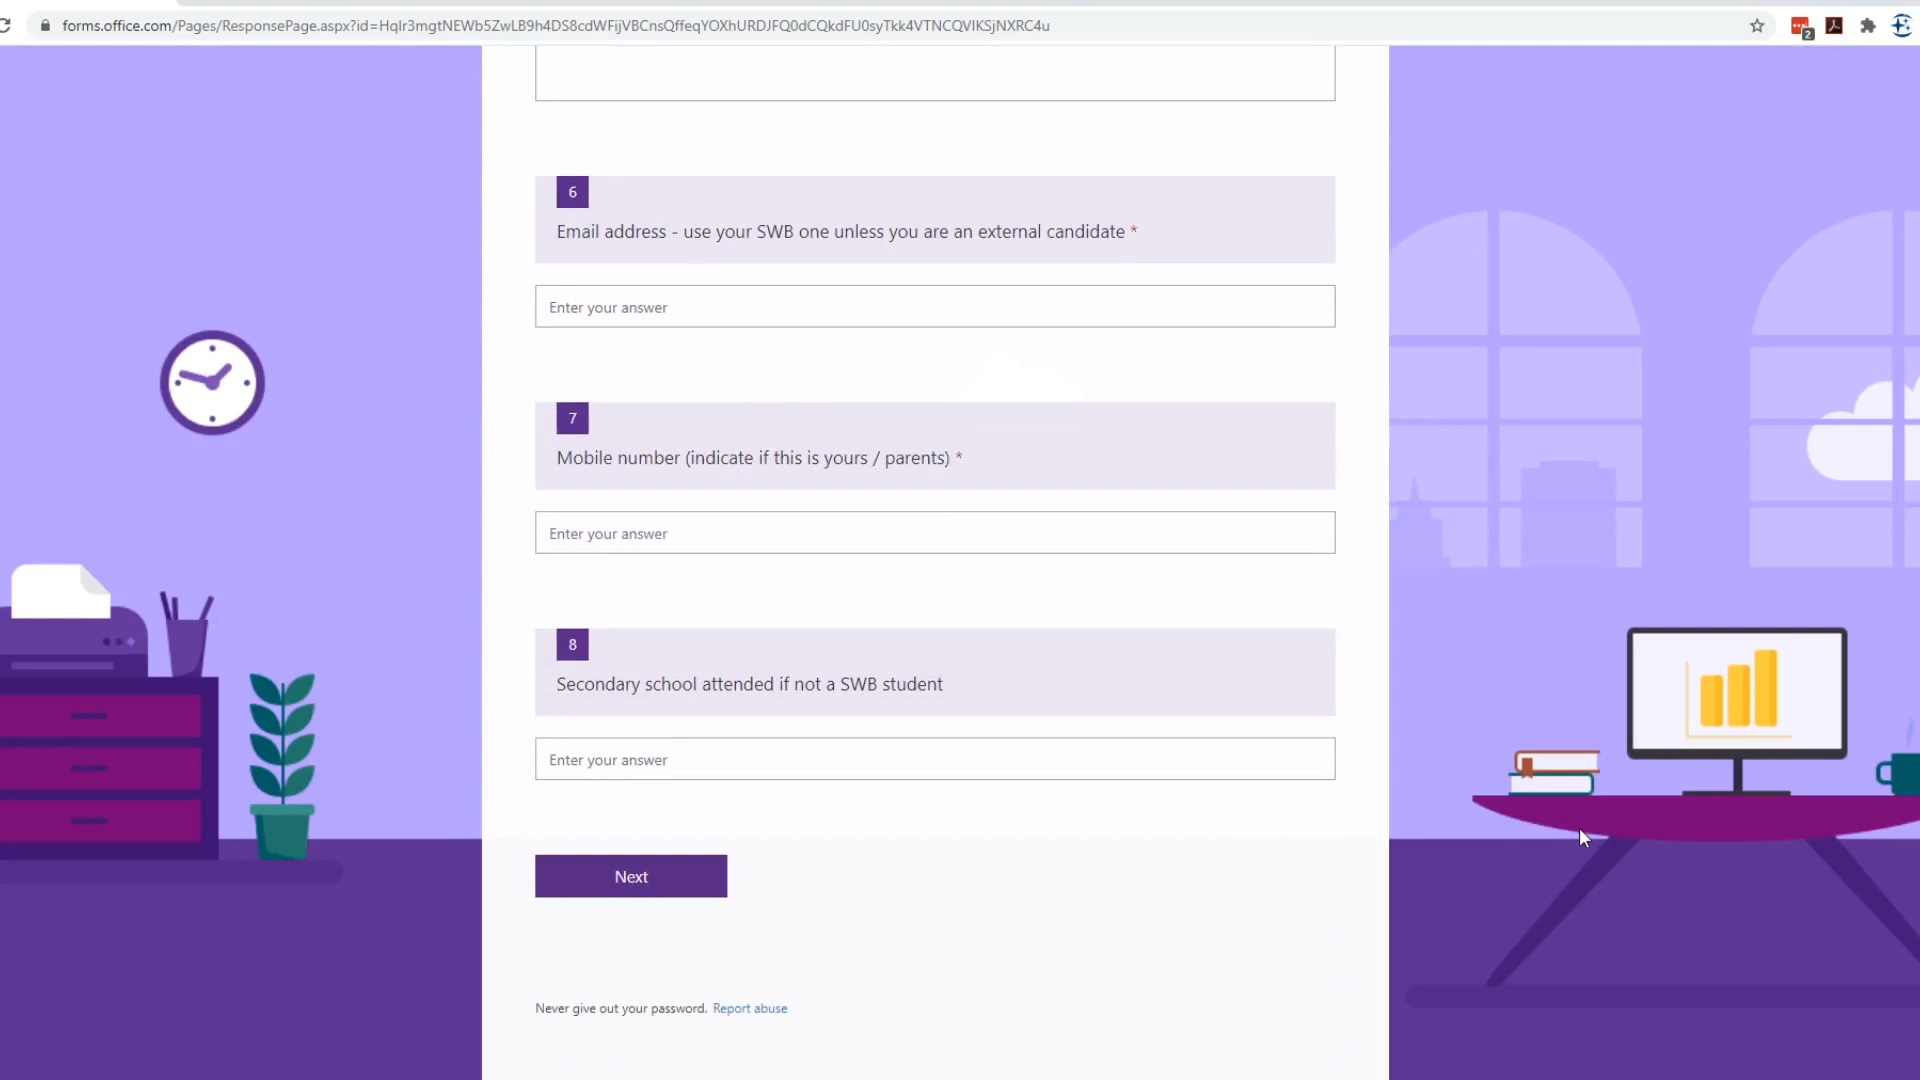 forms.office.com/Pages/ResponsePage.aspx?id=Hqlr3mgtNEWb5ZwLB9h4DS8cdWFijVBCnsQffeqYOXhURDJFQ0dCQkdFU0syTkk4VTNCQVlKSjNXRC4u
2
6
Email address - use your SWB one unless you are an external candidate *
Enter your answer
7
Mobile number (indicate if this is yours / parents) *
Enter your answer
8
Secondary school attended if not a SWB student
Enter your answer
Next
Never give out your password. Report abuse